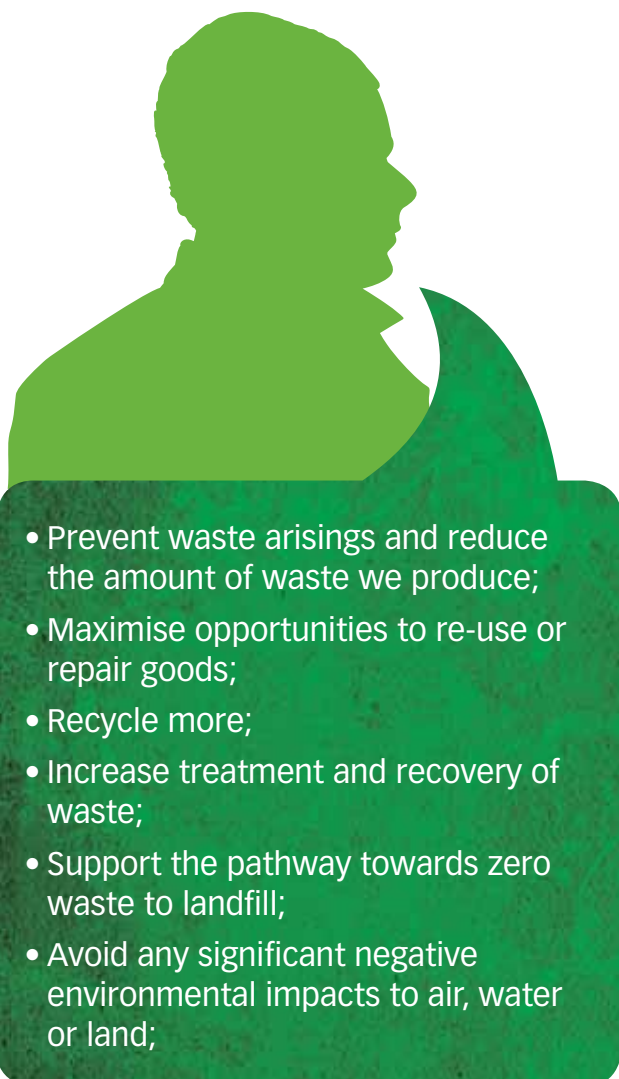 • Prevent waste arisings and reduce
the amount of waste we produce;
• Maximise opportunities to re-use or
repair goods;
• Recycle more;
• Increase treatment and recovery of
waste;
• Support the pathway towards zero
waste to landfill;
• Avoid any significant negative
environmental impacts to air, water
or land;